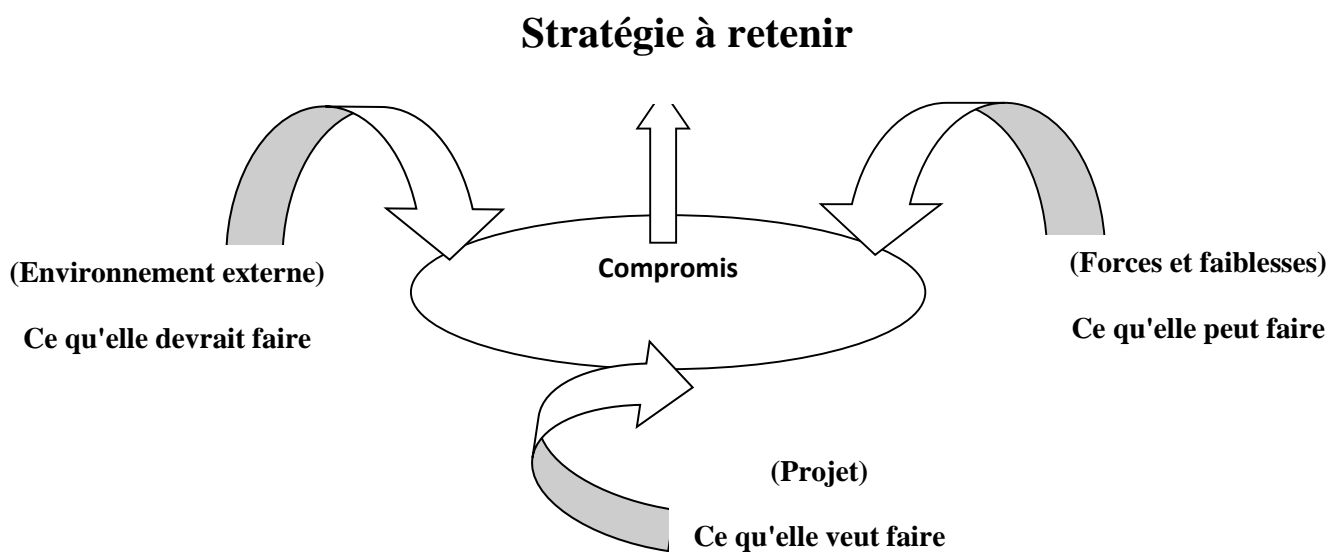 Stratégie à retenir
Compromis
(Environnement externe)
Ce qu'elle devrait faire
(Forces et faiblesses)
Ce qu'elle peut faire
(Projet)
Ce qu'elle veut faire